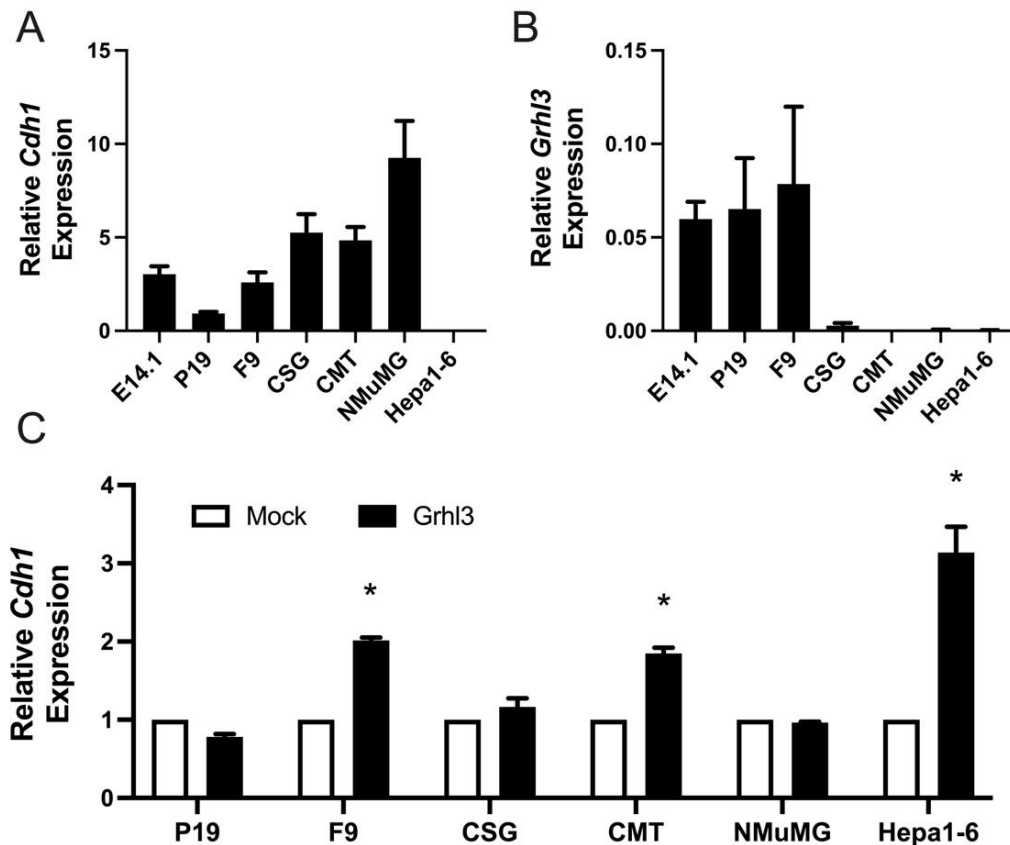 A
Relative Cdh1
Expression
15
10
5
0
E14.1
P19
F9
CSG
CMT
NMuMG
Hepa1-6
B
Relative Grhl3
Expression
0.15
0.10
0.05
0.00
E14.1
P19
F9
CSG
CMT
NMuMG
Hepa1-6
C
Relative Cdh1
Expression
4
3
2
1
0
Mock
Grhl3
*
*
*
P19
F9
CSG
CMT
NMuMG
Hepa1-6